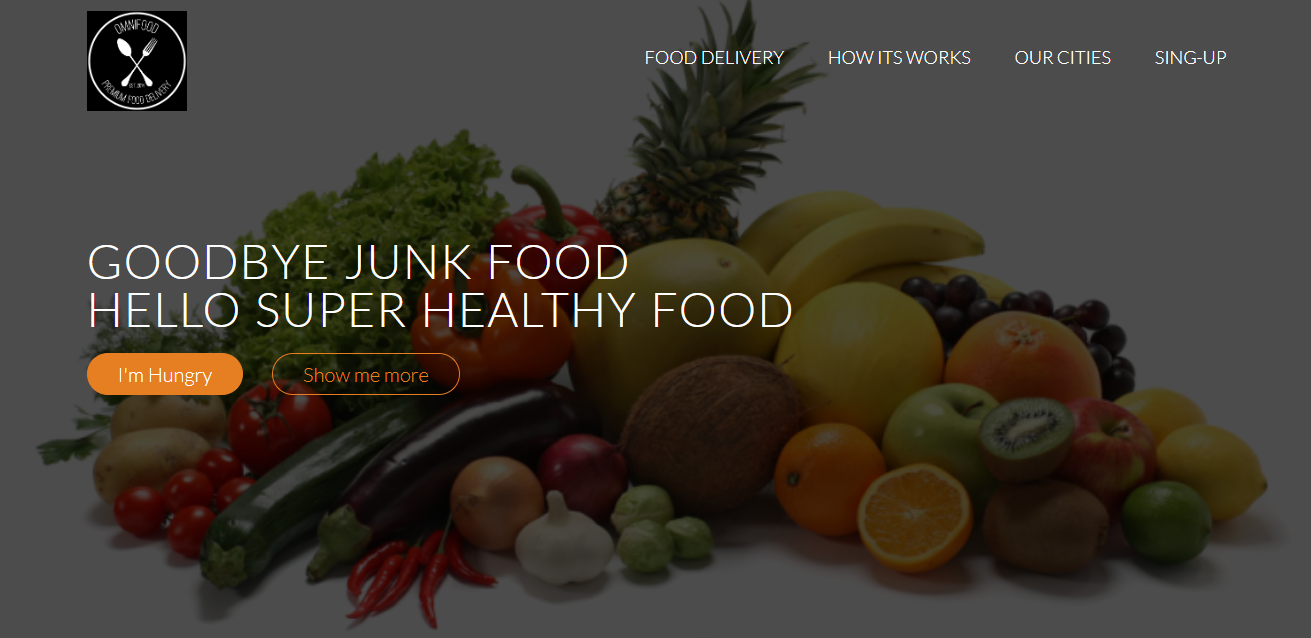 OMNIFOOD
EST. 2014
PREMIUM FOOD DELIVERY
FOOD DELIVERY HOW ITS WORKS OUR CITIES SING-UP
GOODBYE JUNK FOOD
HELLO SUPER HEALTHY FOOD
I'm Hungry Show me more